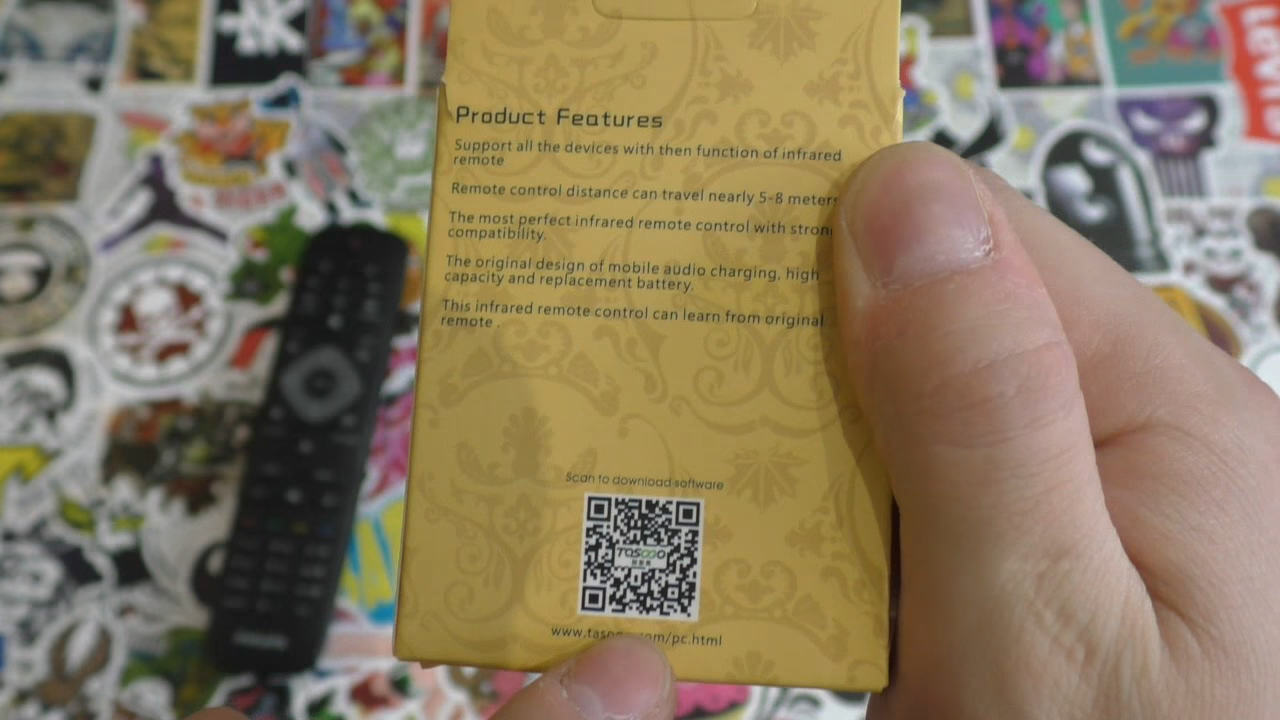 Product Features
Support all the devices with then function of infrared
remote
Remote control distance can travel nearly 5-8 meters
The most perfect infrared remote control with
compatibility.
The original design of mobile audio charging, high
capacity and replacement battery.
This infrared remote control can learn from original
remote .
Scan to download software
TASOOO
/pc.html